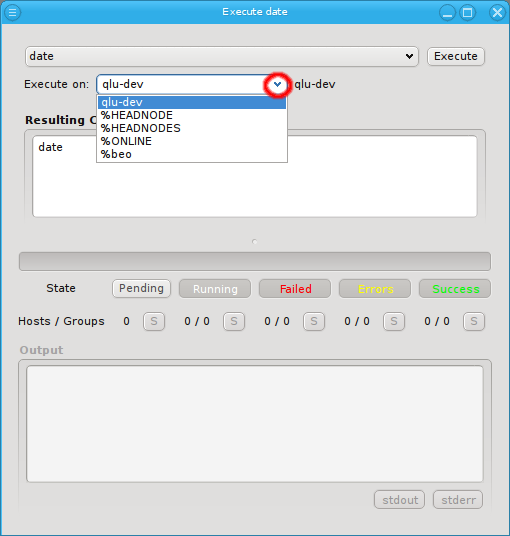 Execute date
date Execute
Execute on: qlu-dev qlu-dev
qlu-dev
%HEADNODE
%HEADNODES
%ONLINE
%beo
Resulting C
date
State Pending Running Failed Errors Success
Hosts / Groups 0 S 0 / 0 S 0 / 0 S 0 / 0 S 0 / 0 S
Output
stdout stderr